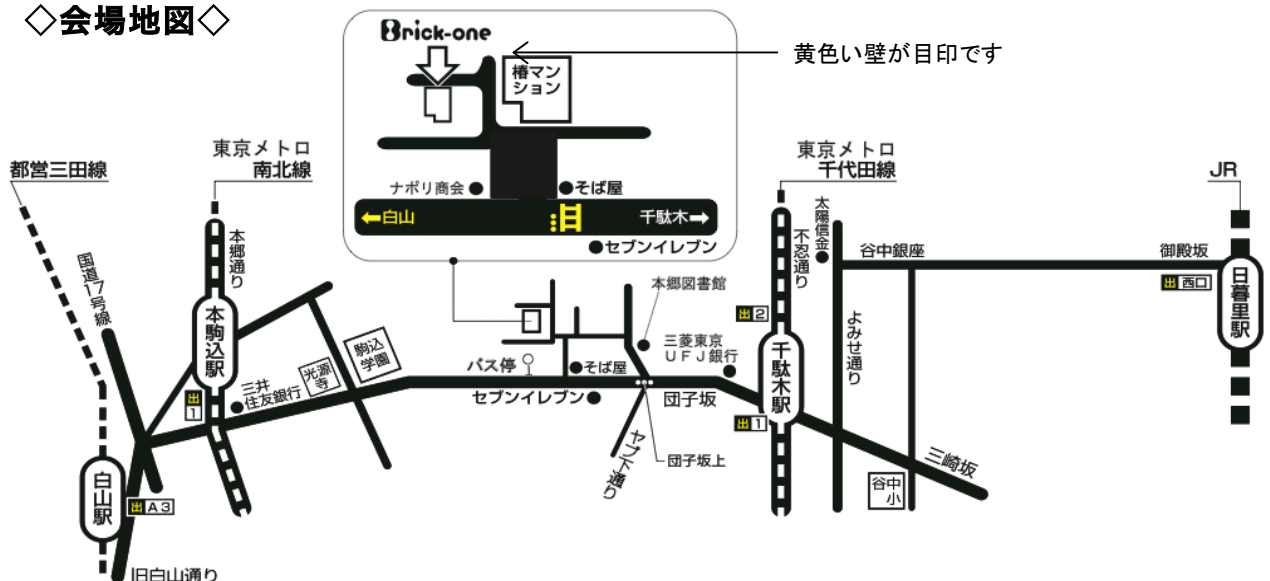 ◇会場地図◇
Brick-one
黄色い壁が目印です
椿マン
ション
ナポリ商会
そば屋
←白山
千駄木→
セブンイレブン
都営三田線
東京メトロ
南北線
東京メトロ
千代田線
JR
国道17号線
本郷通り
本駒込駅
出1
三井
住友銀行
光源
寺
駒込
学園
バス停
そば屋
セブンイレブン
本郷図書館
三菱東京
UFJ銀行
団子坂
団子坂上
ヤブ下通り
不忍通り
太陽信金
出2
千駄木駅
出1
谷中銀座
御殿坂
出西口
日暮里駅
よみせ通り
三崎坂
谷中
小
白山駅
出A3
旧白山通り